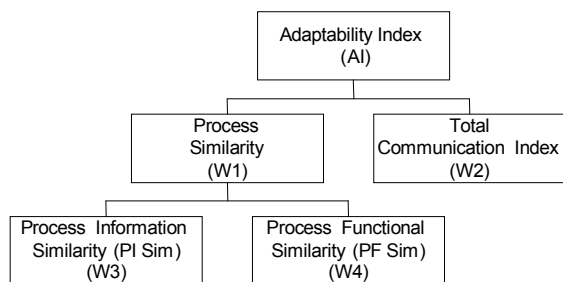 Adaptability Index
(AI)
Process
Similarity
(W1)
Total
Communication Index
(W2)
Process Information
Similarity (PI Sim)
(W3)
Process Functional
Similarity (PF Sim)
(W4)